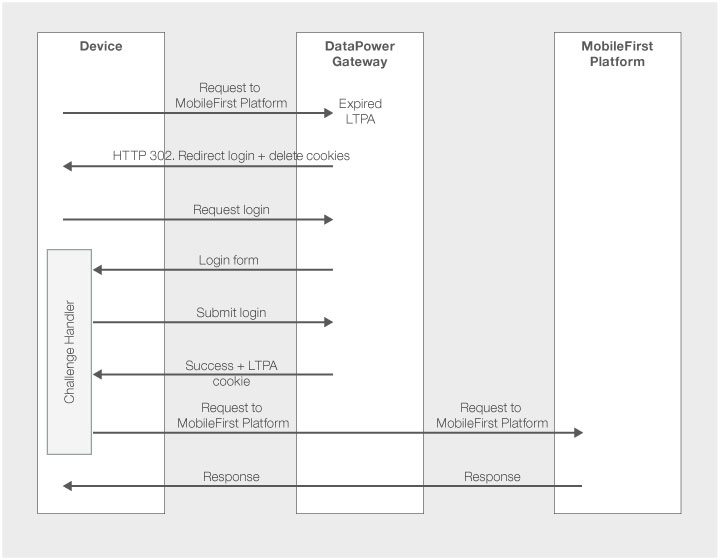 Device
DataPower
Gateway
MobileFirst
Platform
Request to
MobileFirst Platform
Expired
LTPA
HTTP 302. Redirect login + delete cookies
Request login
Login form
Submit login
Success + LTPA
cookie
Challenge Handler
Request to
MobileFirst Platform
Request to
MobileFirst Platform
Response
Response